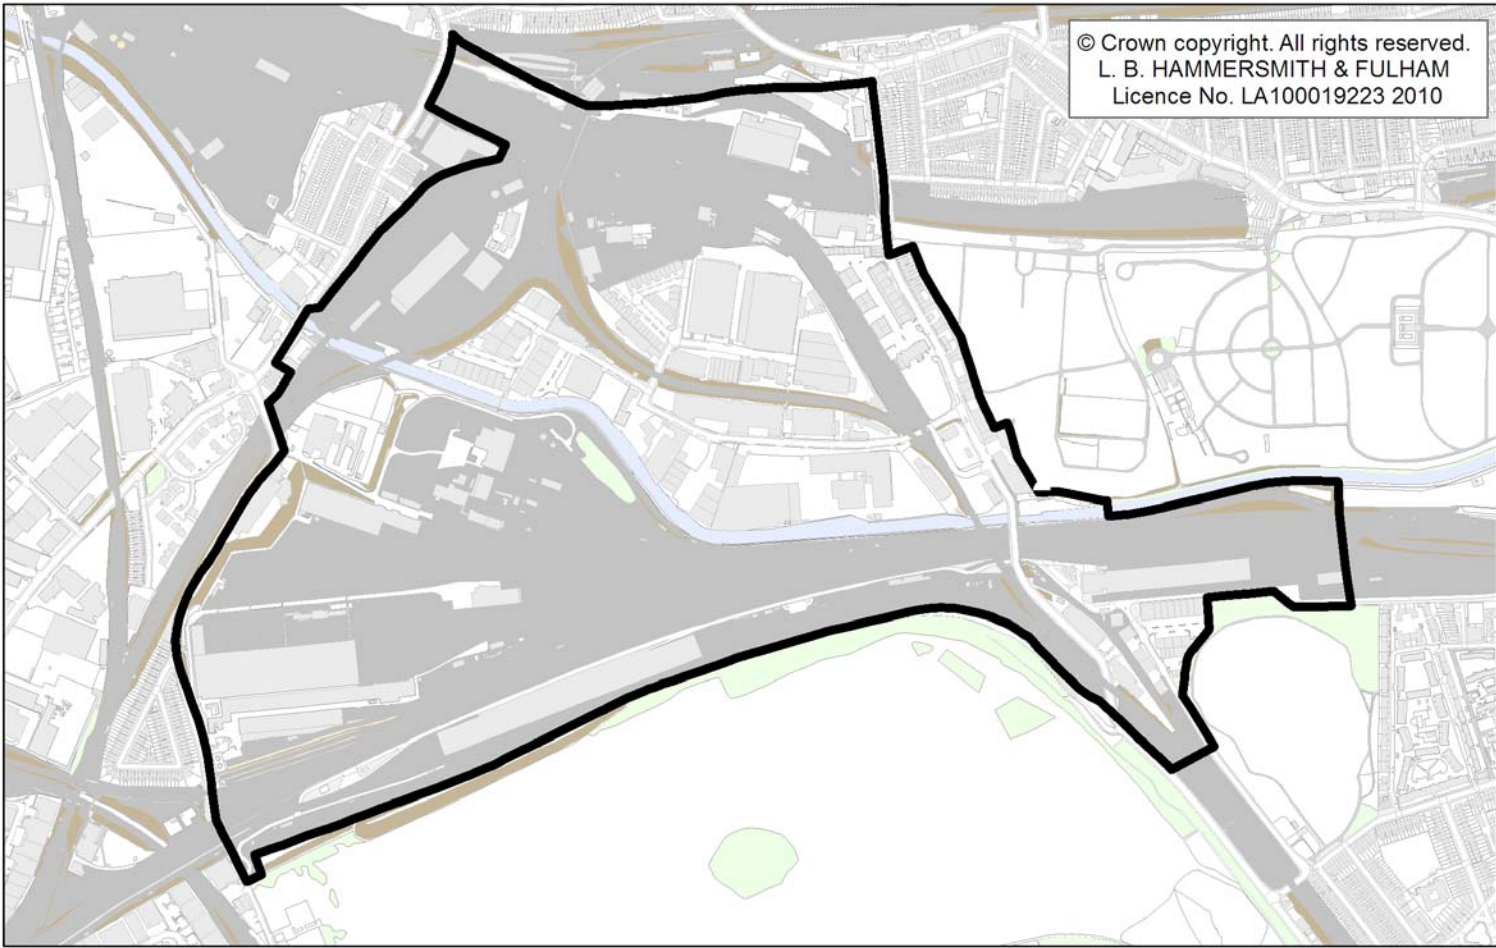 © Crown copyright. All rights reserved.
L. B. HAMMERSMITH & FULHAM
Licence No. LA100019223 2010